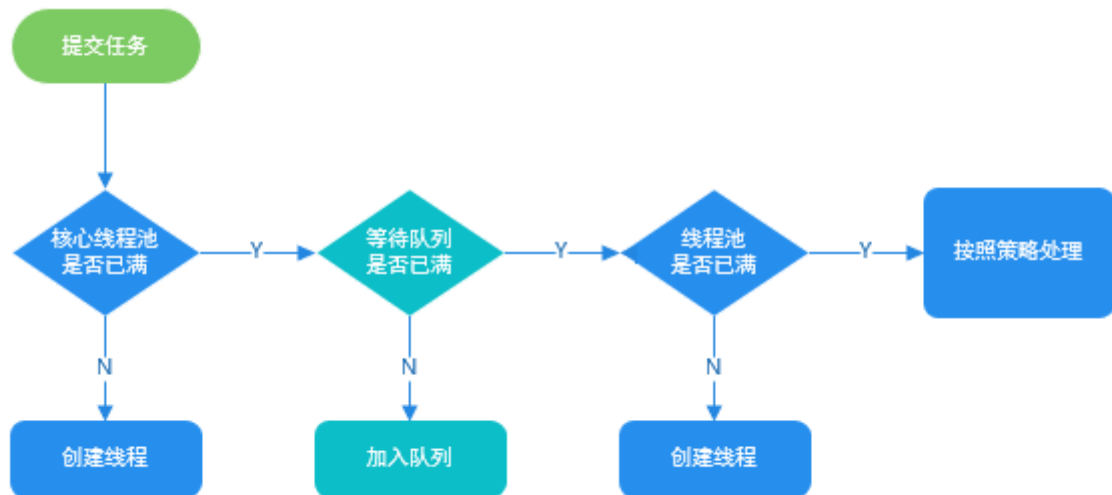 提交任务
核心线程池
是否已满
Y
等待队列
是否已满
Y
线程池
是否已满
Y
按照策略处理
N
N
N
创建线程
加入队列
创建线程